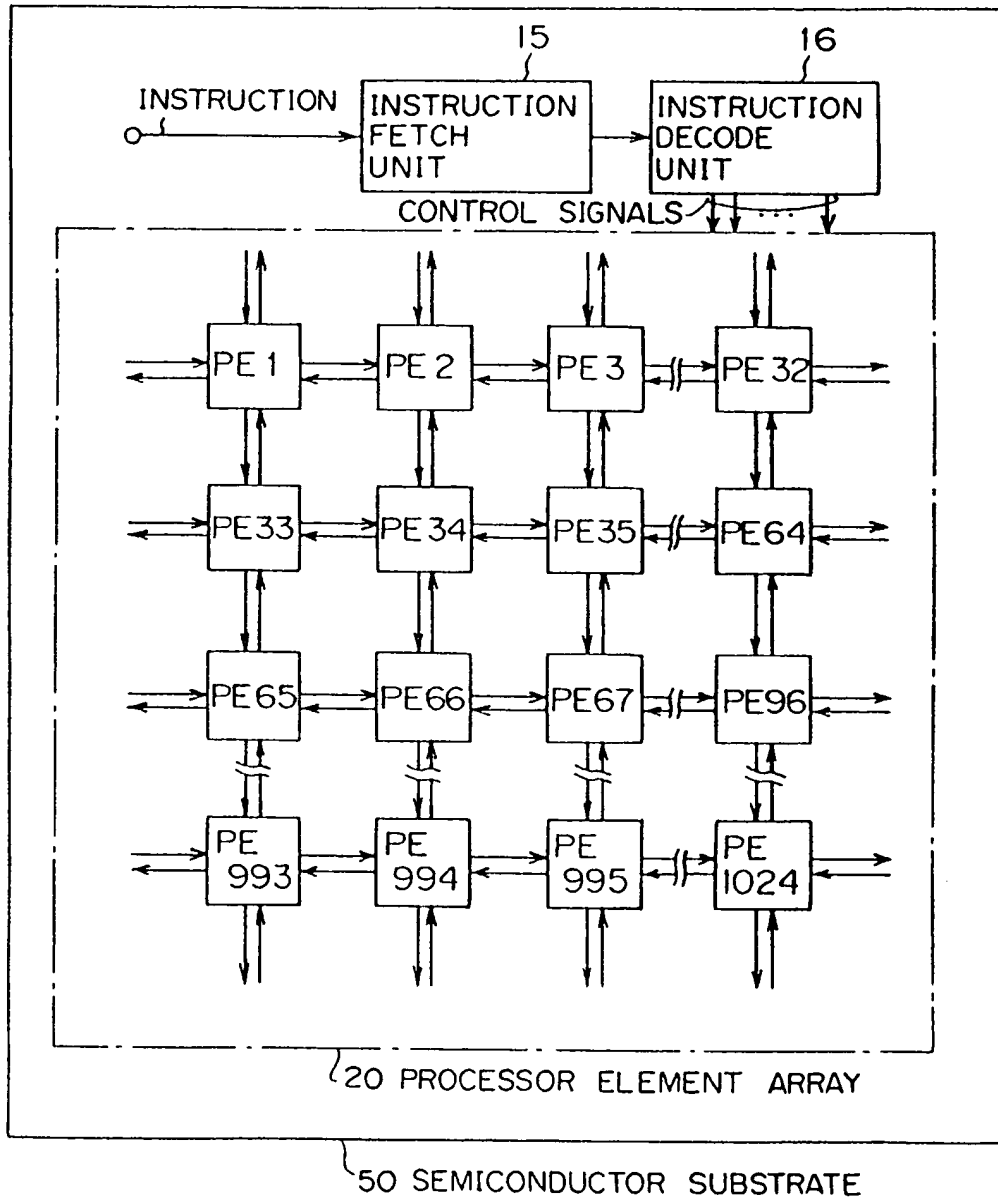 15
16
INSTRUCTION
INSTRUCTION
FETCH
UNIT
INSTRUCTION
DECODE
UNIT
CONTROL SIGNALS ...
PE 1
PE 2
PE 3
PE 32
PE33
PE34
PE35
PE64
PE65
PE66
PE67
PE96
PE
993
PE
994
PE
995
PE
1024
20 PROCESSOR ELEMENT ARRAY
50 SEMICONDUCTOR SUBSTRATE